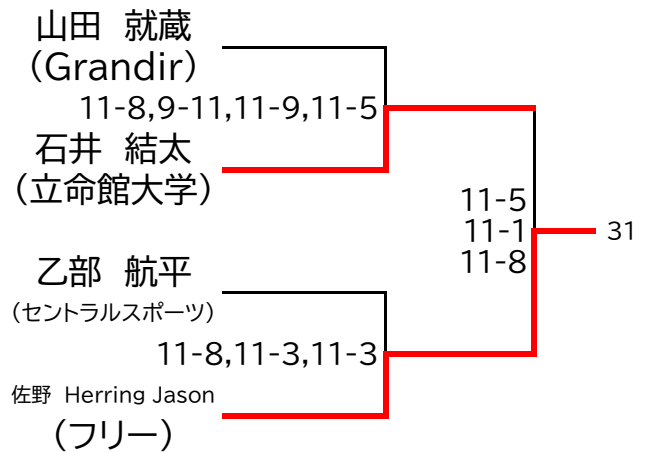 山田　就蔵
（Grandir）
11-8,9-11,11-9,11-5
石井　結太
（立命館大学）
11-5
11-1
11-8
31
乙部　航平
（セントラルスポーツ）
11-8,11-3,11-3
佐野 Herring Jason
（フリー）